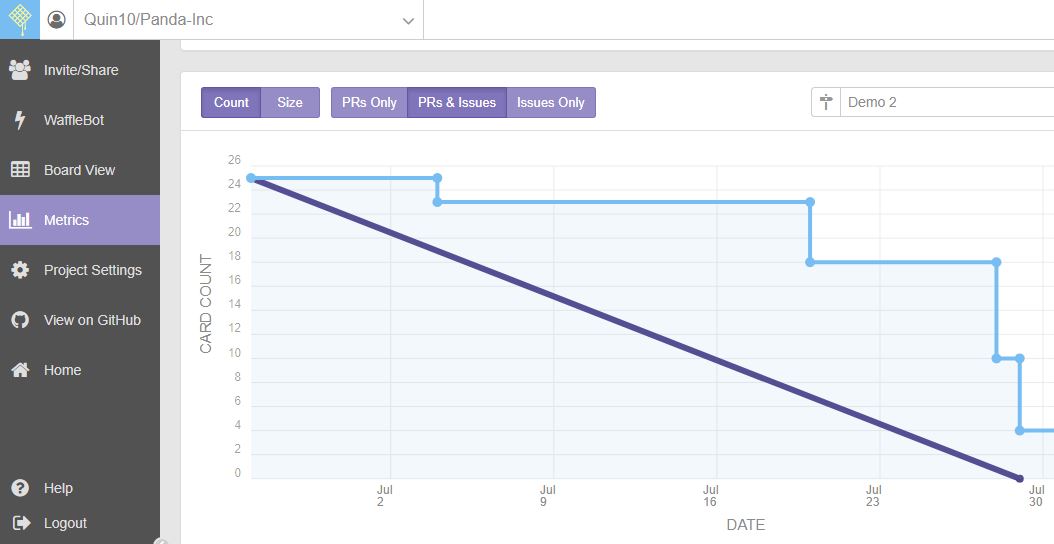 Quin10/Panda-Inc
Invite/Share
WaffleBot
Board View
Metrics
Project Settings
View on GitHub
Home
Help
Logout
Count Size PRs Only PRs & Issues Issues Only Demo 2
CARD COUNT
26
24
22
20
18
16
14
12
10
8
6
4
2
0
Jul Jul Jul Jul Jul
2 9 16 23 30
DATE